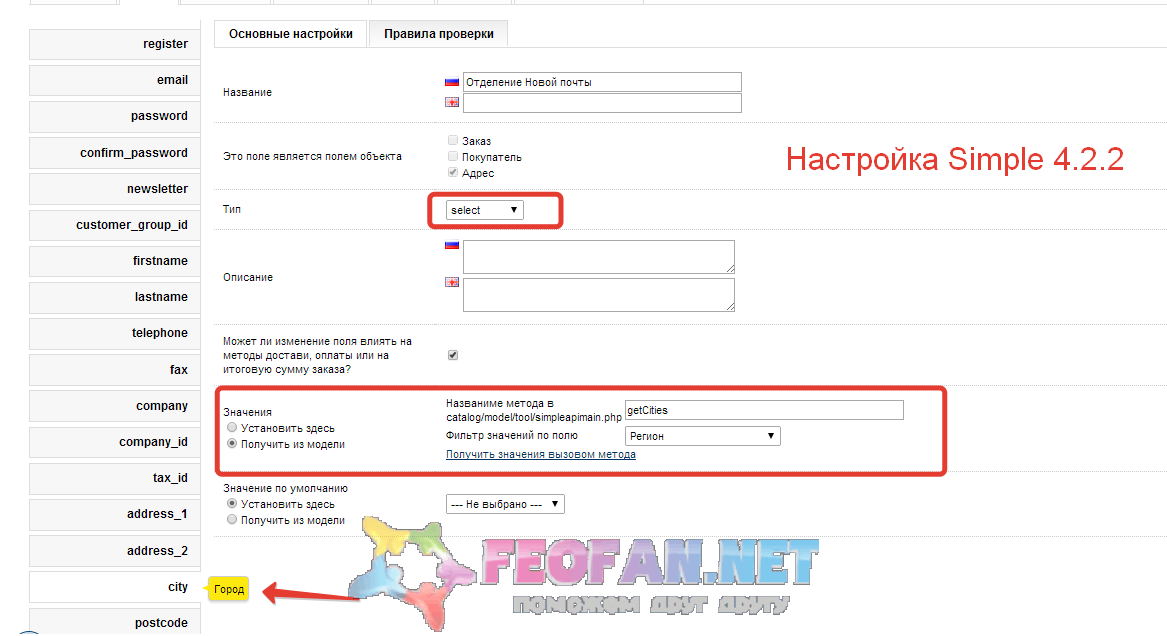 Основные настройки
Правила проверки
register
email
password
confirm_password
newsletter
customer_group_id
firstname
lastname
telephone
fax
company
company_id
tax_id
address_1
address_2
city
postcode
Город
Название
Отделение Новой почты
Это поле является полем объекта
Заказ
Покупатель
Адрес
Настройка Simple 4.2.2
Тип
select
Описание
Может ли изменение поля влиять на
методы достави, оплаты или на
итоговую сумму заказа?
Значения
Установить здесь
Получить из модели
Названиме метода в
catalog/model/tool/simpleapimain.php
getCities
Фильтр значений по полю
Регион
Получить значения вызовом метода
Значение по умолчанию
Установить здесь
Получить из модели
--- Не выбрано ---
FEOFAN.NET
ПОМОЖЕМ ДРУГ ДРУГУ